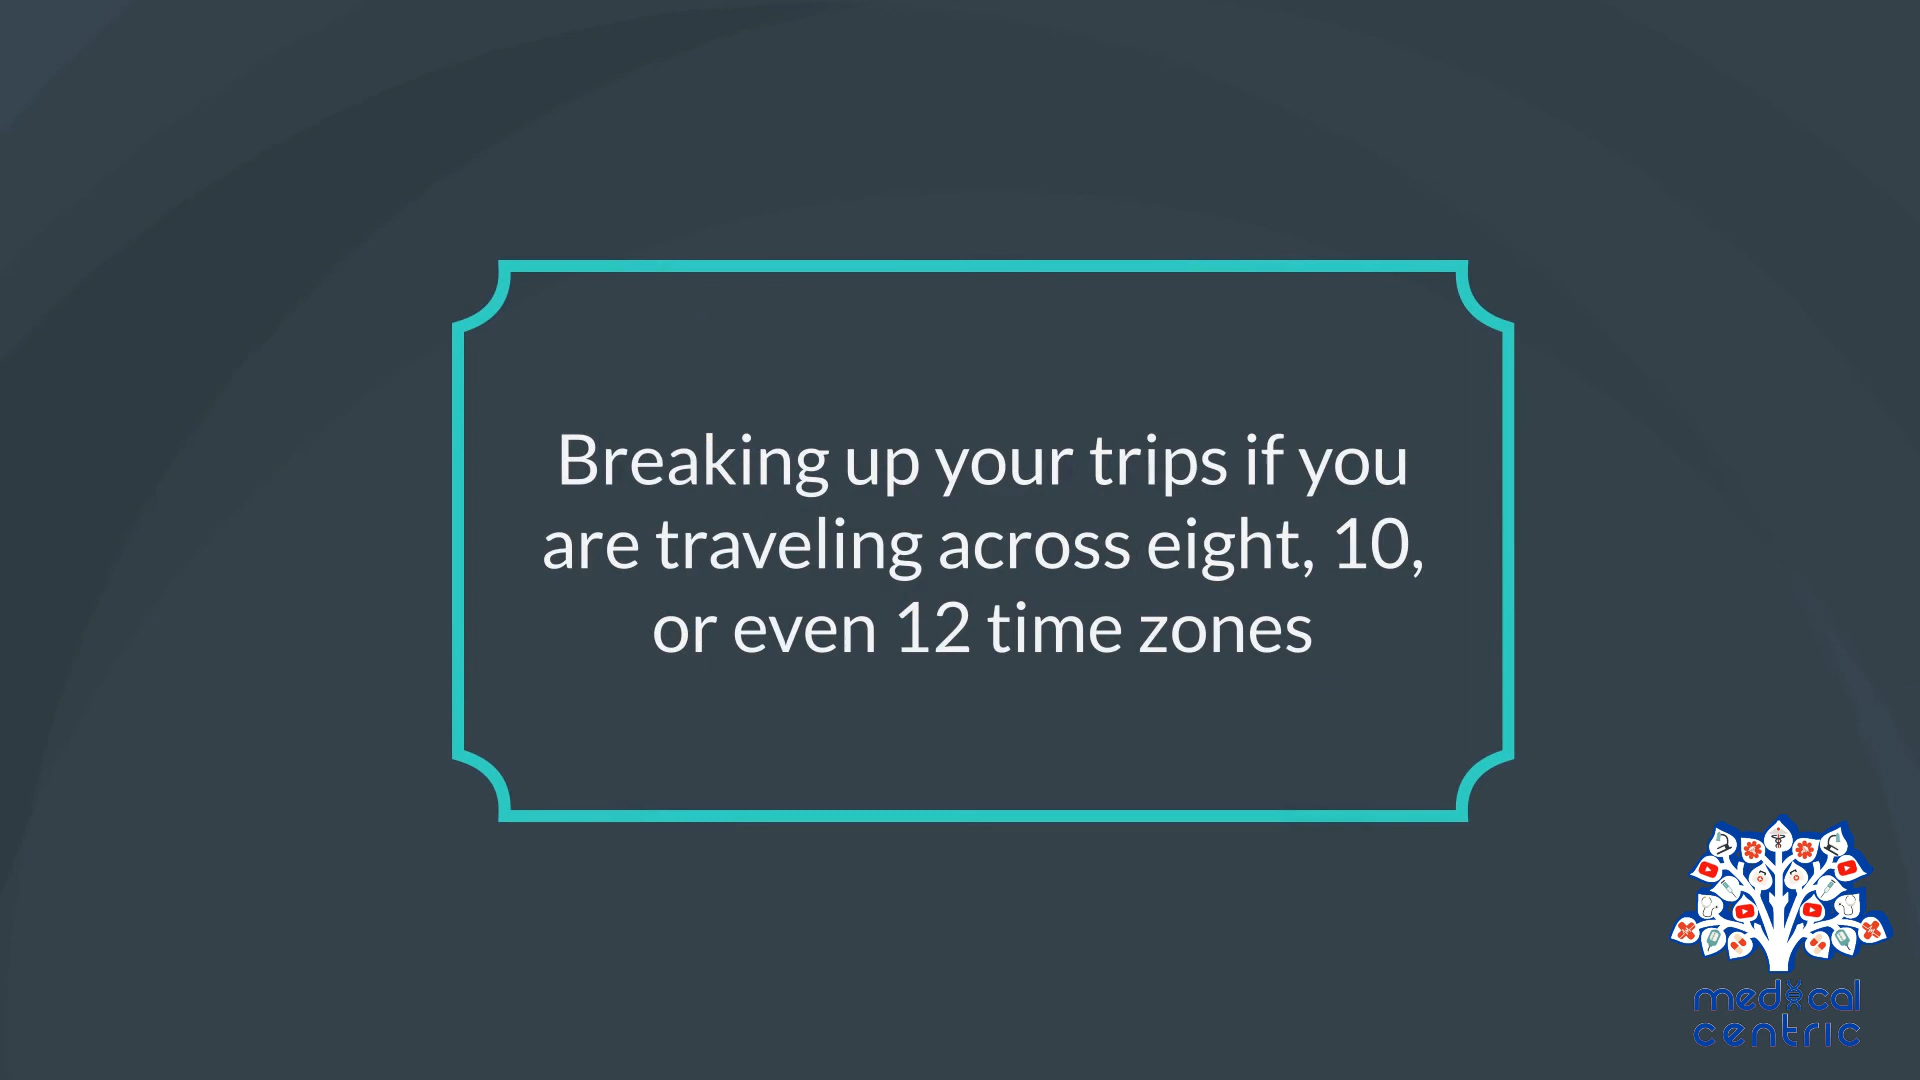 Breaking up your trips if you
are traveling across eight, 10,
or even 12 time zones
medical
centric